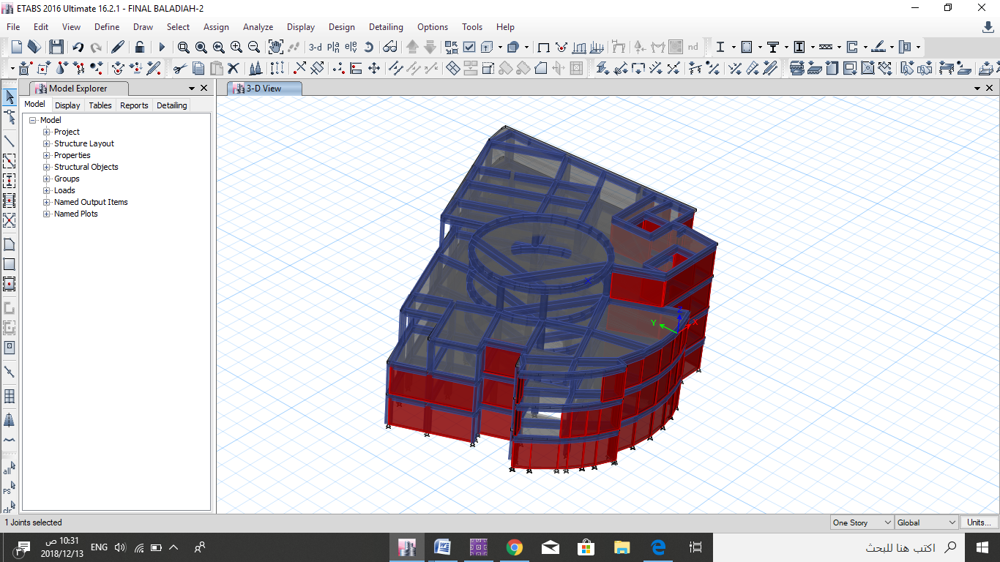 ETABS 2016 Ultimate 16.2.1 - FINAL BALADIAH-2
File Edit View Define Draw Select Assign Analyze Display Design Detailing Options Tools Help
3-d pla ele nd
Model Explorer
3-D View
Model Display Tables Reports Detailing
Model
Project
Structure Layout
Properties
Structural Objects
Groups
Loads
Named Output Items
Named Plots
Z
Y
X
all
PS
clr
1 Joints selected
One Story
Global
Units...
10:31 ص
2018/12/13
ENG
اكتب هنا للبحث
٣